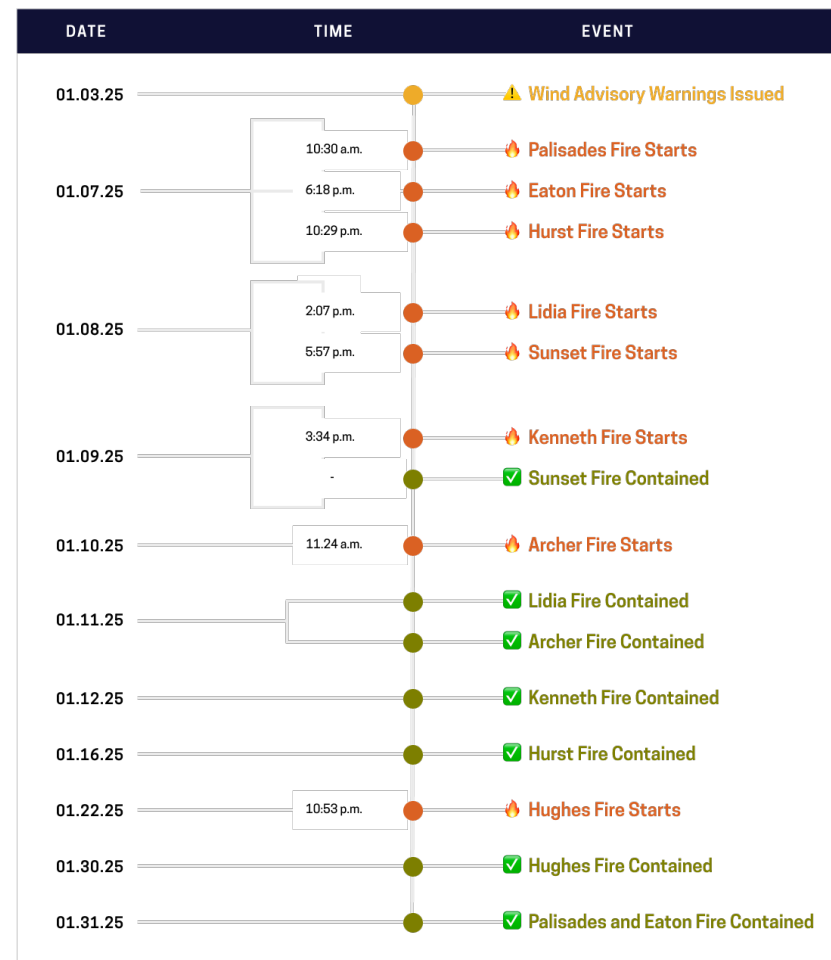 DATE TIME EVENT
01.03.25 Wind Advisory Warnings Issued
10:30 a.m. Palisades Fire Starts
01.07.25 6:18 p.m. Eaton Fire Starts
10:29 p.m. Hurst Fire Starts
2:07 p.m. Lidia Fire Starts
01.08.25
5:57 p.m. Sunset Fire Starts
3:34 p.m. Kenneth Fire Starts
01.09.25
- Sunset Fire Contained
01.10.25 11.24 a.m. Archer Fire Starts
Lidia Fire Contained
01.11.25
Archer Fire Contained
01.12.25 Kenneth Fire Contained
01.16.25 Hurst Fire Contained
01.22.25 10:53 p.m. Hughes Fire Starts
01.30.25 Hughes Fire Contained
01.31.25 Palisades and Eaton Fire Contained